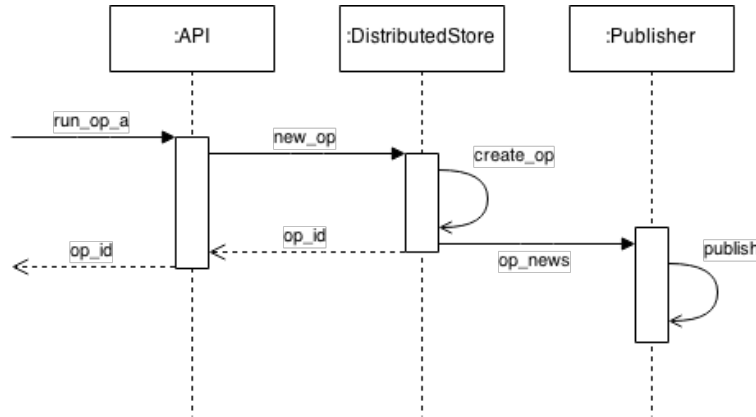 :API
:DistributedStore
:Publisher
run_op_a
new_op
create_op
op_id
op_id
op_news
publish